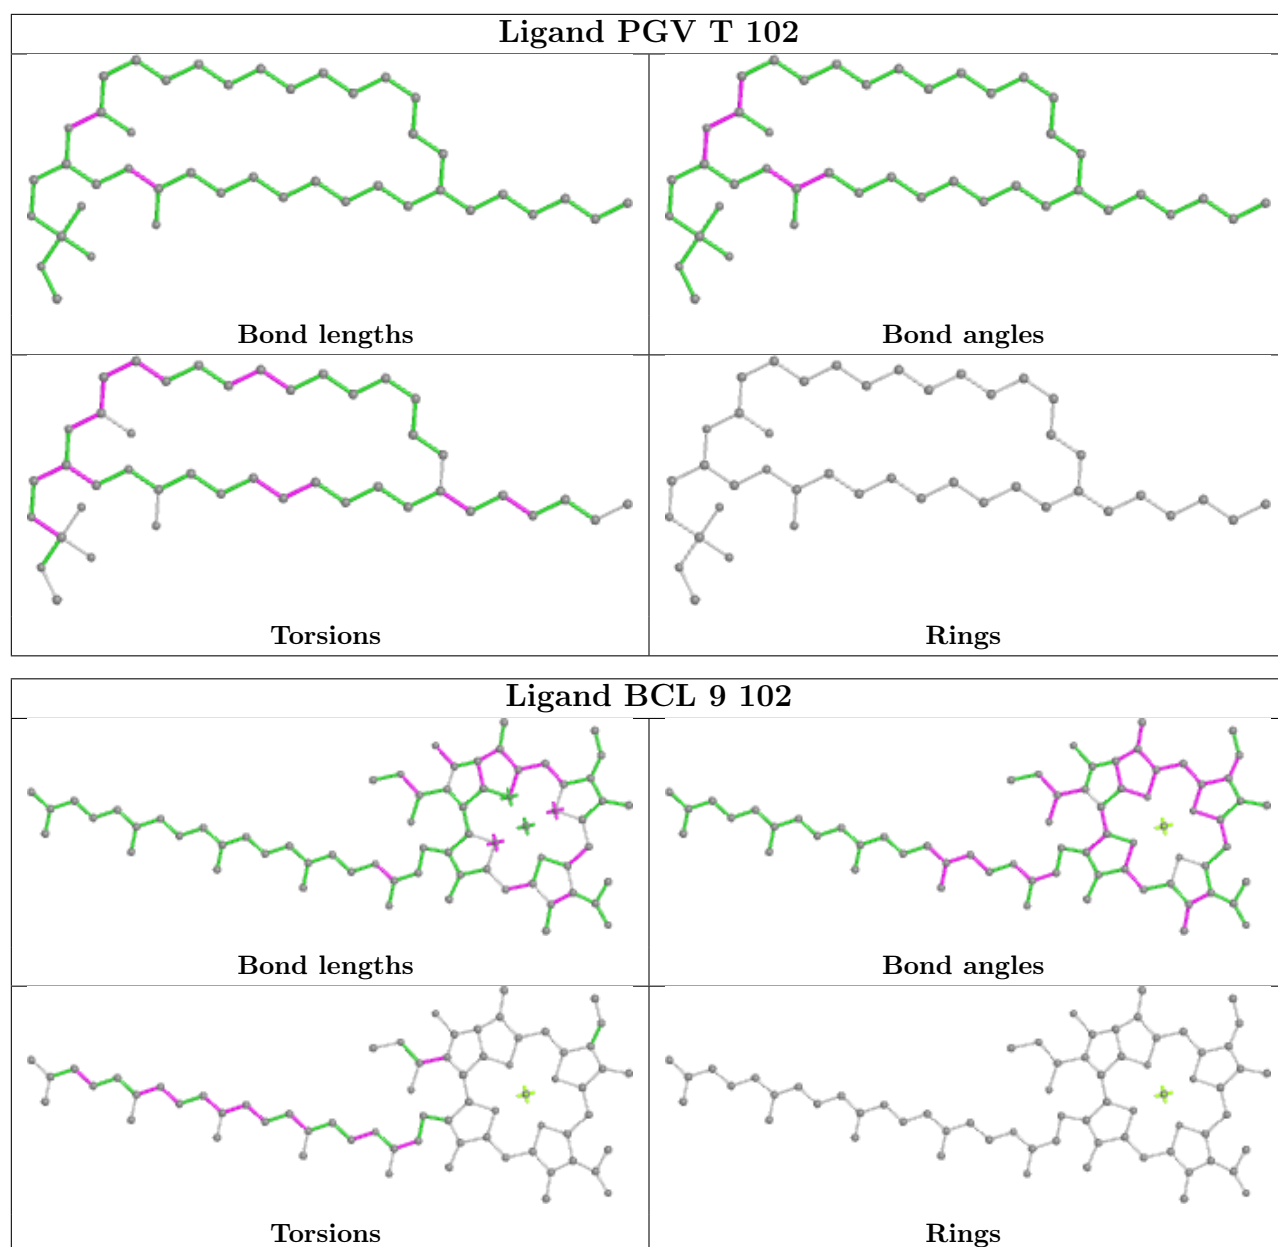 Ligand PGV T 102
Bond lengths
Bond angles
Torsions
Rings
Ligand BCL 9 102
Bond lengths
Bond angles
Torsions
Rings